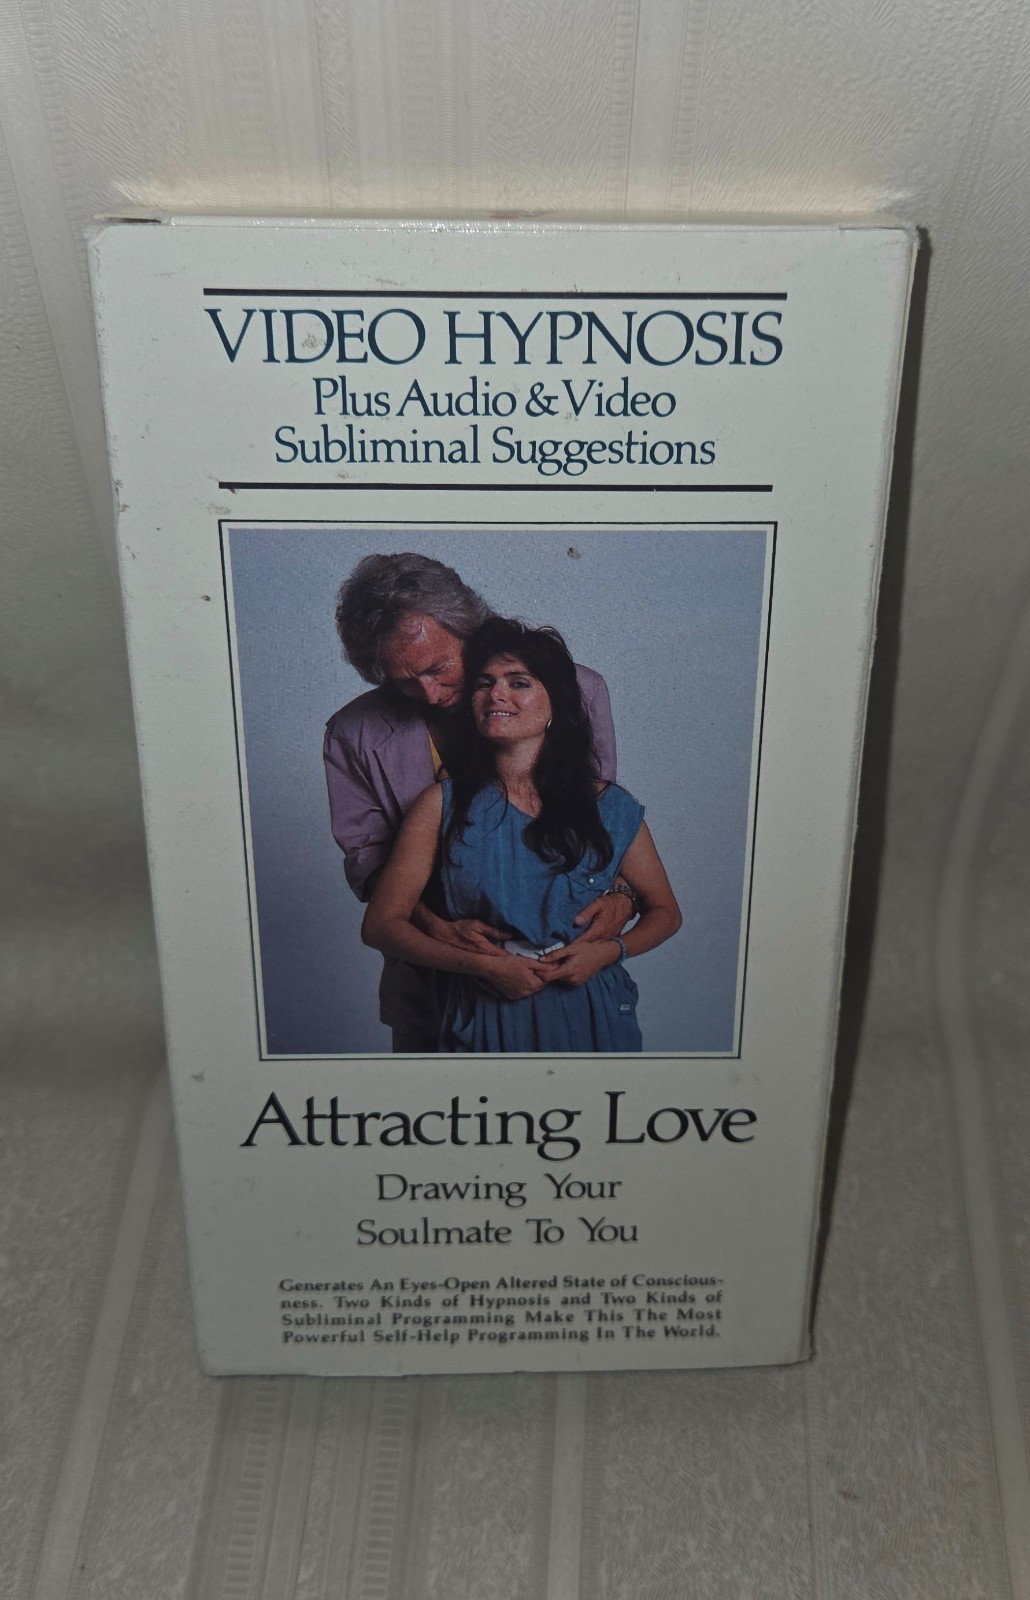 VIDEO HYPNOSIS
Plus Audio & Video
Subliminal Suggestions
Attracting Love
Drawing Your
Soulmate To You
Generates An Eyes-Open Altered State of Conscious-
ness. Two Kinds of Hypnosis and Two Kinds of
Subliminal Programming Make This The Most
Powerful Self-Help Programming In The World.